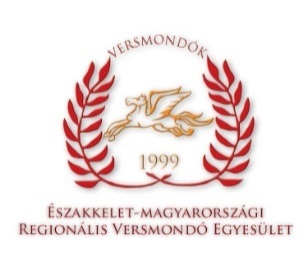 VERSMONDÓK
1999
ÉSZAKKELET-MAGYARORSZÁGI
REGIONÁLIS VERSMONDÓ EGYESÜLET